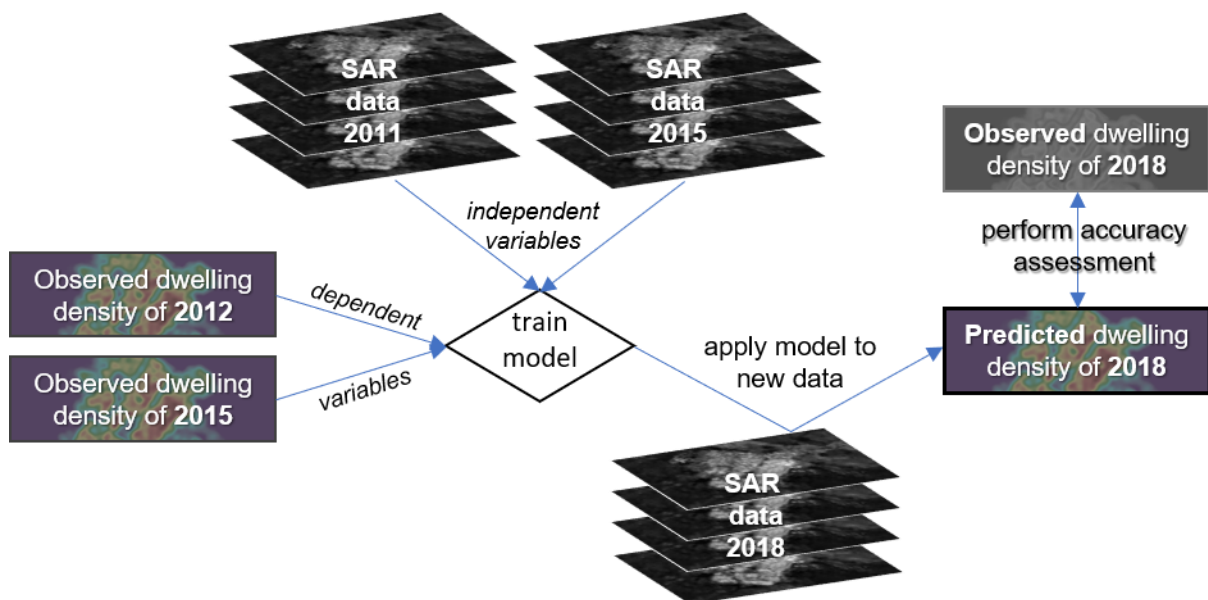 SAR
data
2011
SAR
data
2015
independent
variables
Observed dwelling
density of 2012
dependent
Observed dwelling
density of 2015
variables
train
model
apply model to
new data
SAR
data
2018
Observed dwelling
density of 2018
perform accuracy
assessment
Predicted dwelling
density of 2018